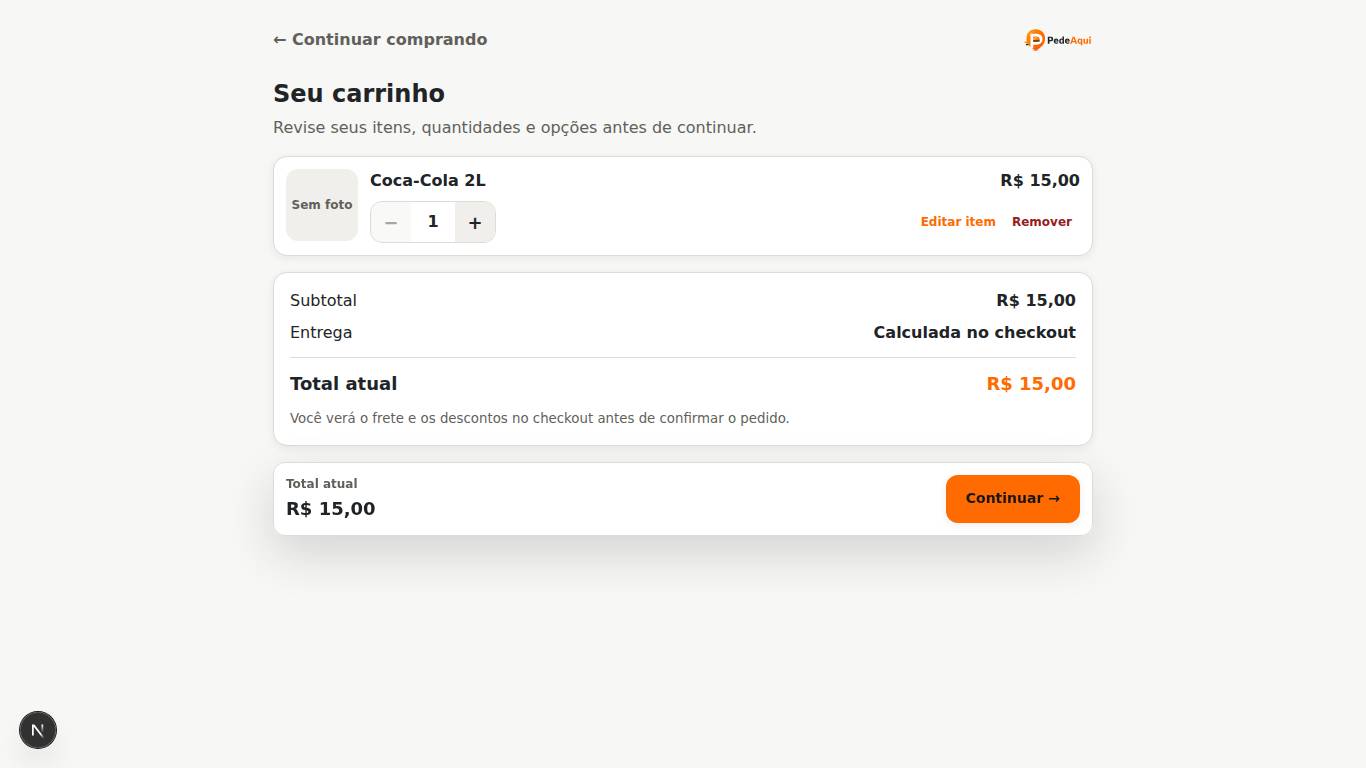 ← Continuar comprando
PedeAqui
Seu carrinho
Revise seus itens, quantidades e opções antes de continuar.
Sem foto
Coca-Cola 2L
R$ 15,00
− 1 +
Editar item
Remover
Subtotal
R$ 15,00
Entrega
Calculada no checkout
Total atual
R$ 15,00
Você verá o frete e os descontos no checkout antes de confirmar o pedido.
Total atual
R$ 15,00
Continuar →
N